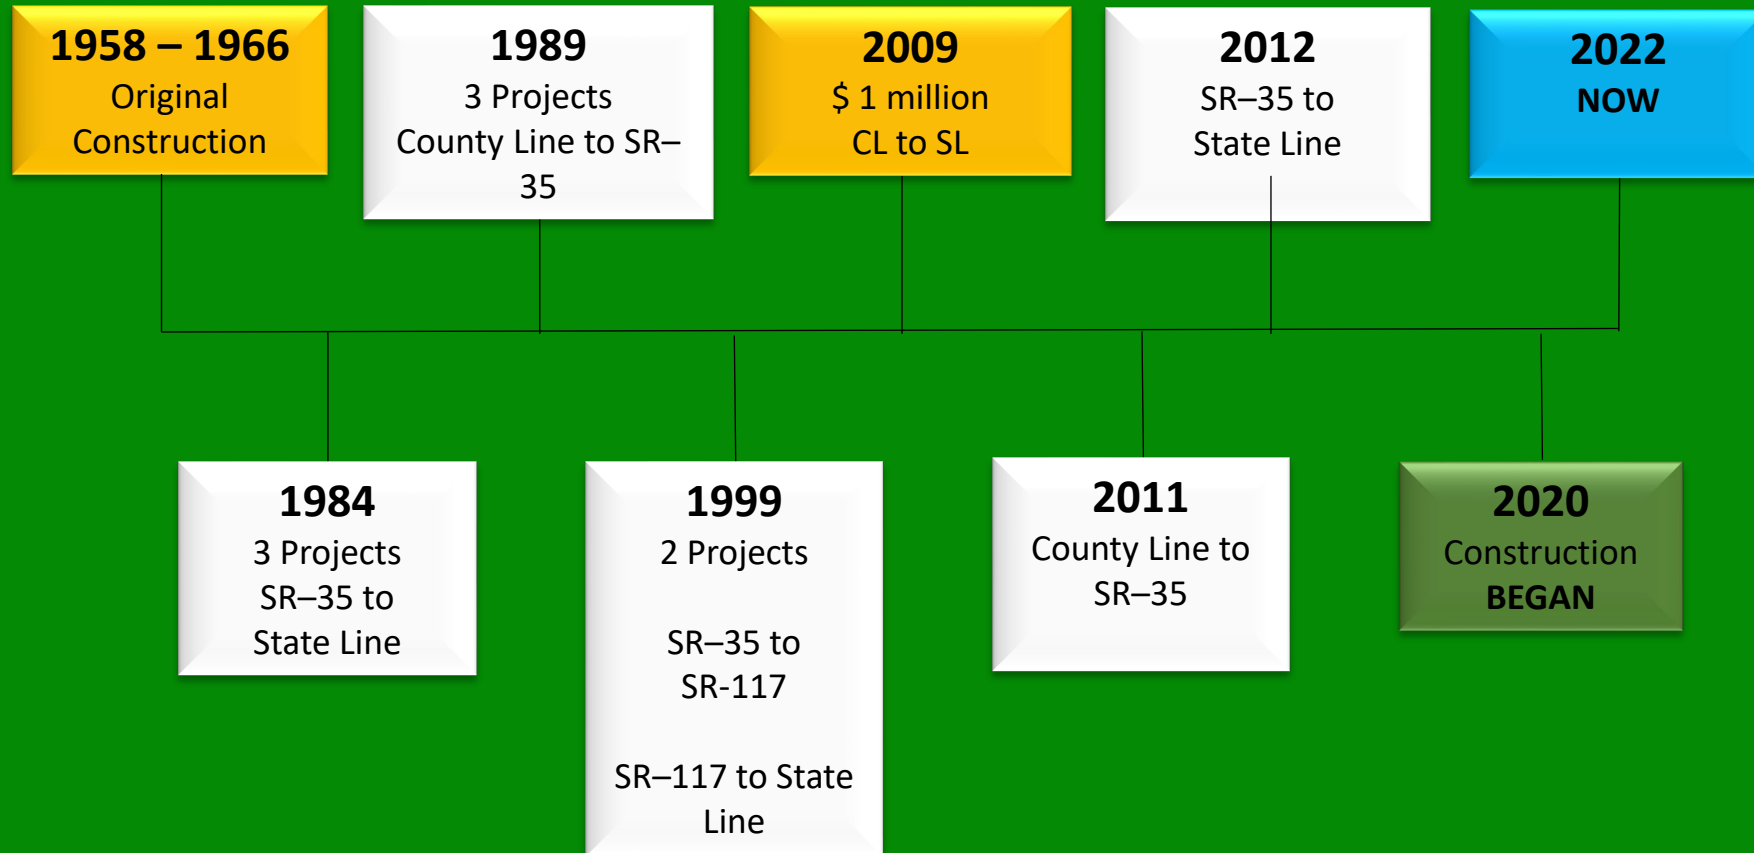 1958 – 1966
Original
Construction
1989
3 Projects
County Line to SR–
35
2009
$ 1 million
CL to SL
2012
SR–35 to
State Line
2022
NOW
1984
3 Projects
SR–35 to
State Line
1999
2 Projects
SR–35 to
SR-117
SR–117 to State
Line
2011
County Line to
SR–35
2020
Construction
BEGAN